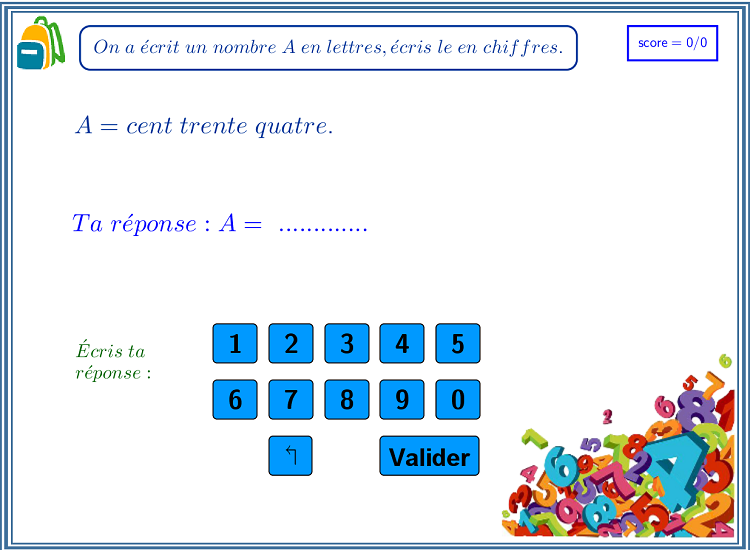 On a écrit un nombre A en lettres, écris le en chiffres.
score = 0/0
A = cent trente quatre.
Ta réponse : A = .............
Écris ta
réponse :
1 2 3 4 5
6 7 8 9 0
↰ Valider